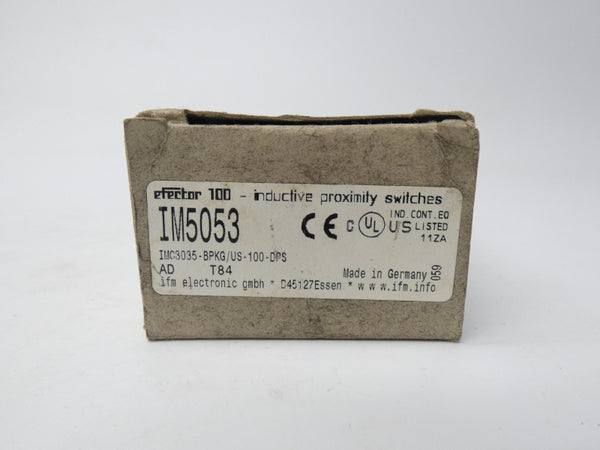 efector 100 - inductive proximity switches
IM5053
CE C UL US
IND. CONT. EQ
LISTED
11ZA
IMC3035-BPKG/US-100-DPS
AD T84
Made in Germany
059
ifm electronic gmbh * D45127Essen * www.ifm.info